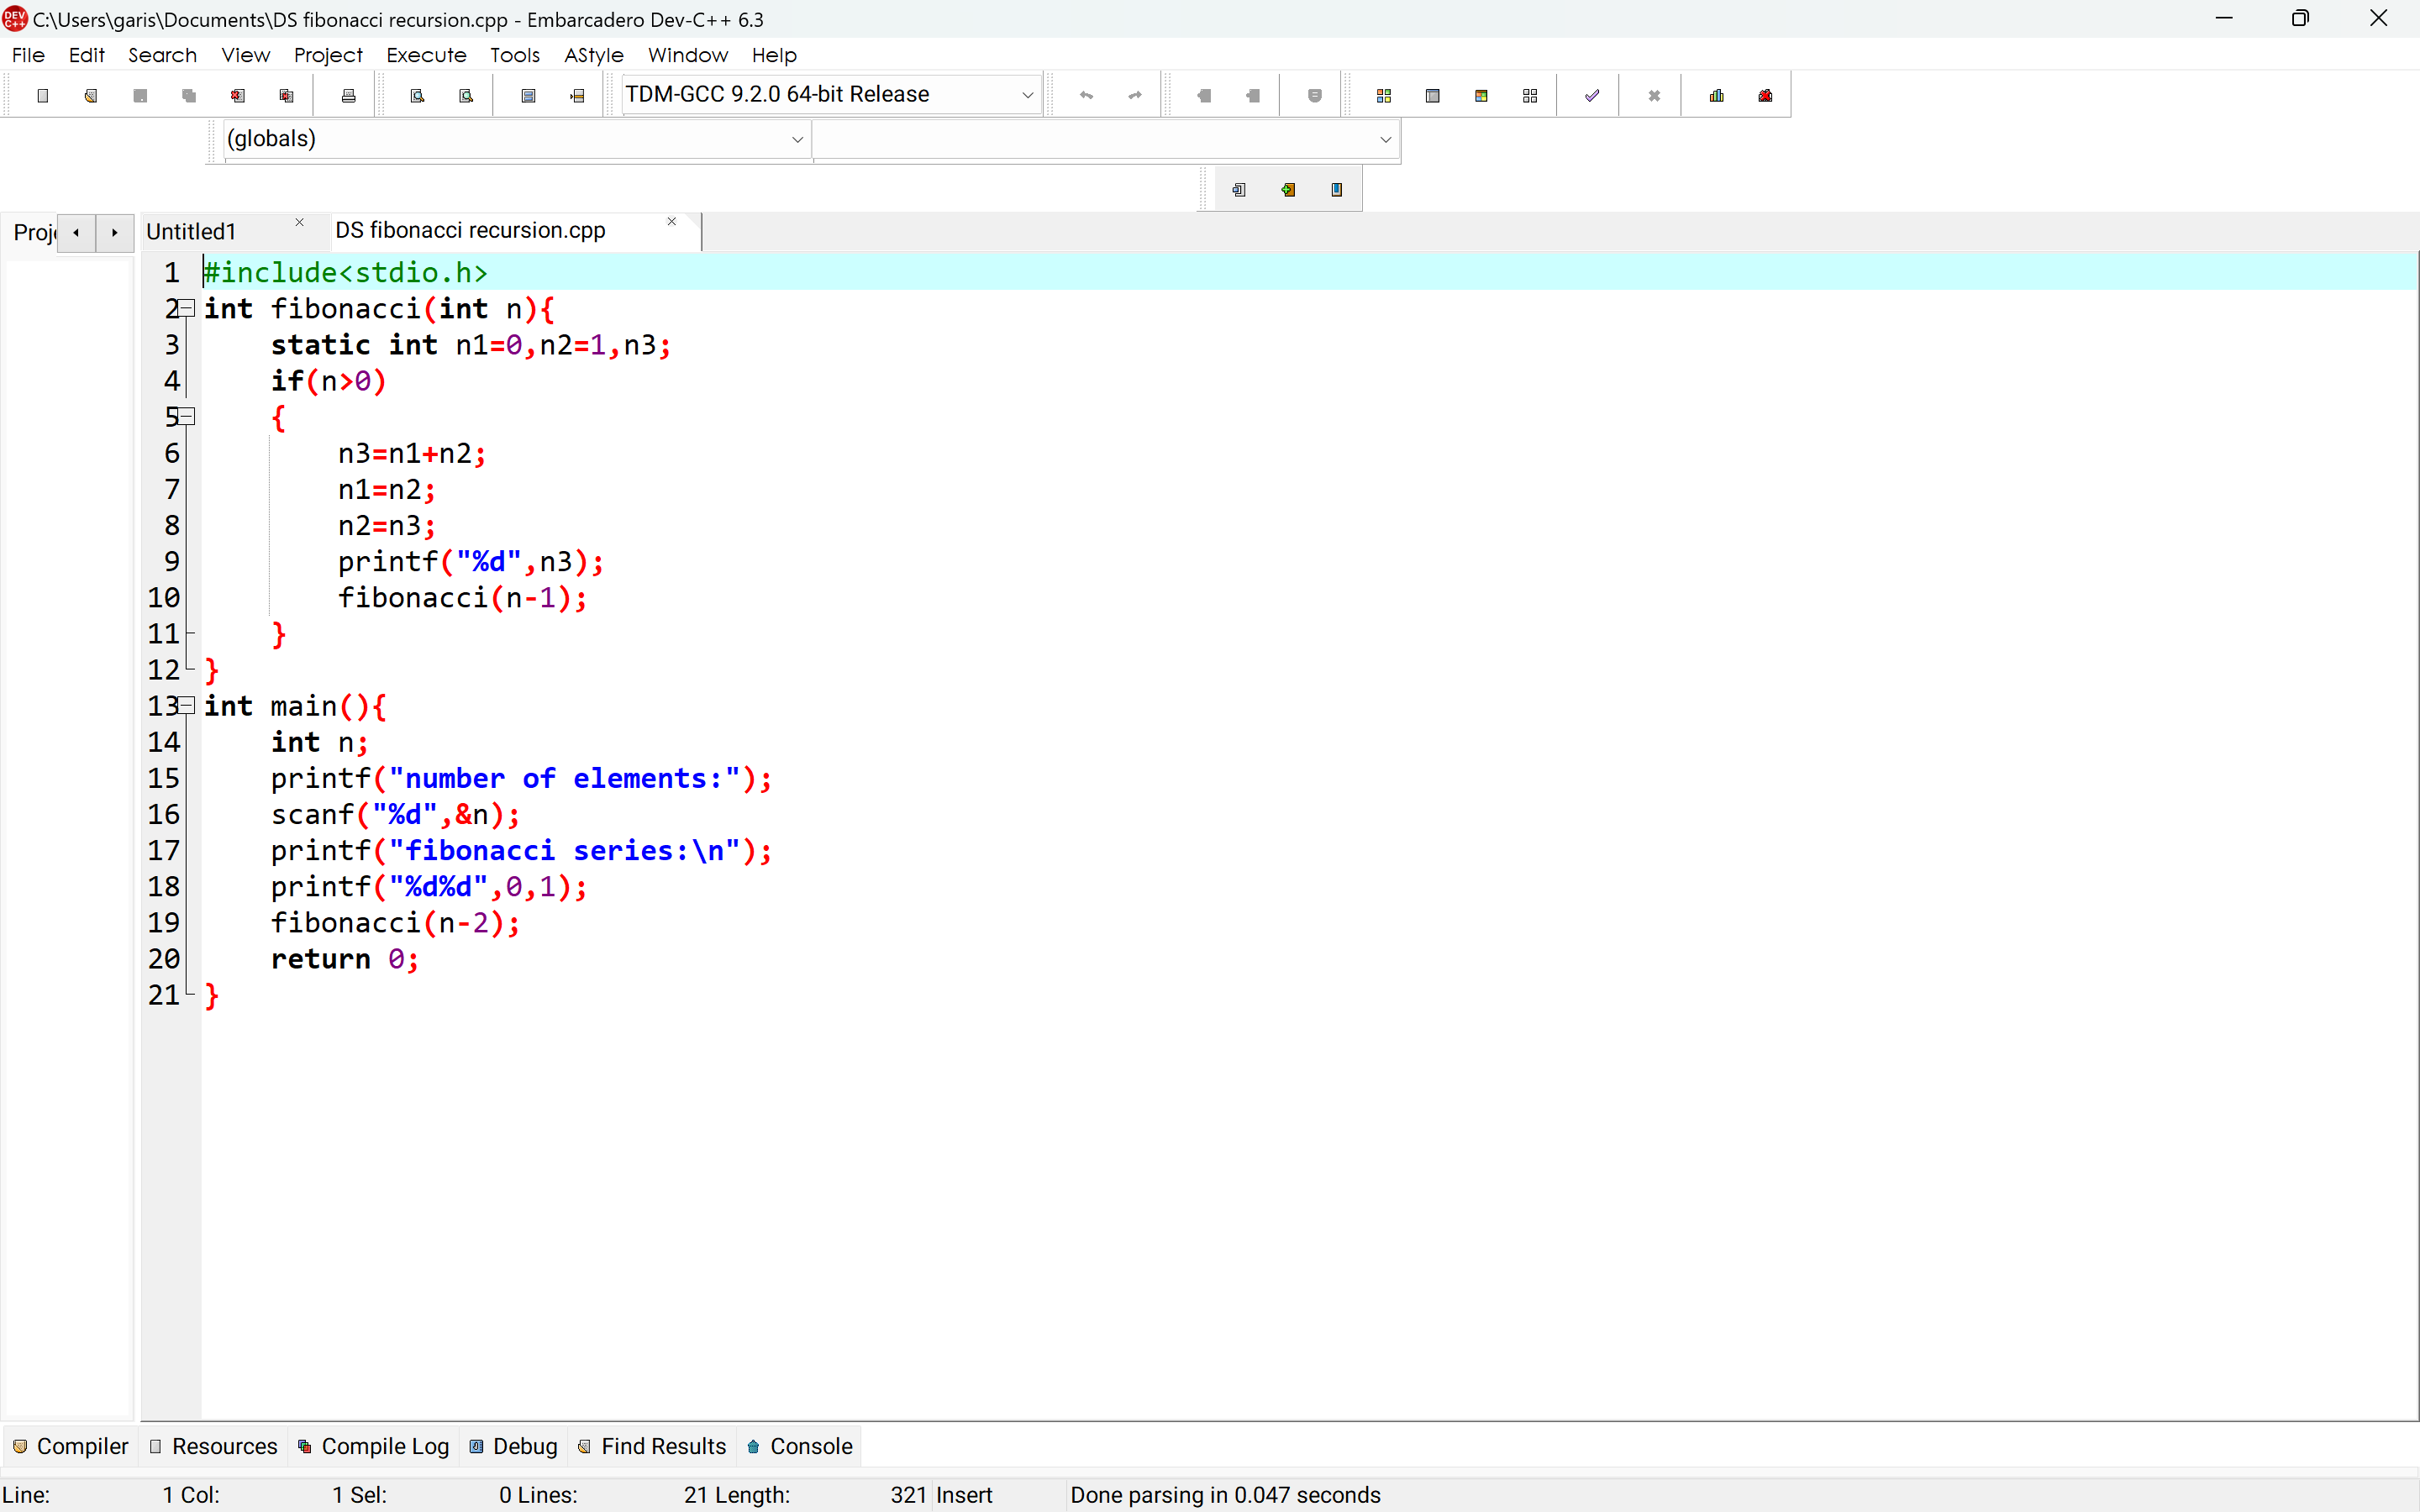 C:\Users\garis\Documents\DS fibonacci recursion.cpp - Embarcadero Dev-C++ 6.3
File Edit Search View Project Execute Tools AStyle Window Help
TDM-GCC 9.2.0 64-bit Release
(globals)
Proj Untitled1 DS fibonacci recursion.cpp
1 #include<stdio.h>
2 int fibonacci(int n){
3 static int n1=0,n2=1,n3;
4 if(n>0)
5 {
6 n3=n1+n2;
7 n1=n2;
8 n2=n3;
9 printf("%d",n3);
10 fibonacci(n-1);
11 }
12 }
13 int main(){
14 int n;
15 printf("number of elements:");
16 scanf("%d",&n);
17 printf("fibonacci series:\n");
18 printf("%d%d",0,1);
19 fibonacci(n-2);
20 return 0;
21 }
Compiler Resources Compile Log Debug Find Results Console
Line: 1 Col: 1 Sel: 0 Lines: 21 Length: 321 Insert Done parsing in 0.047 seconds